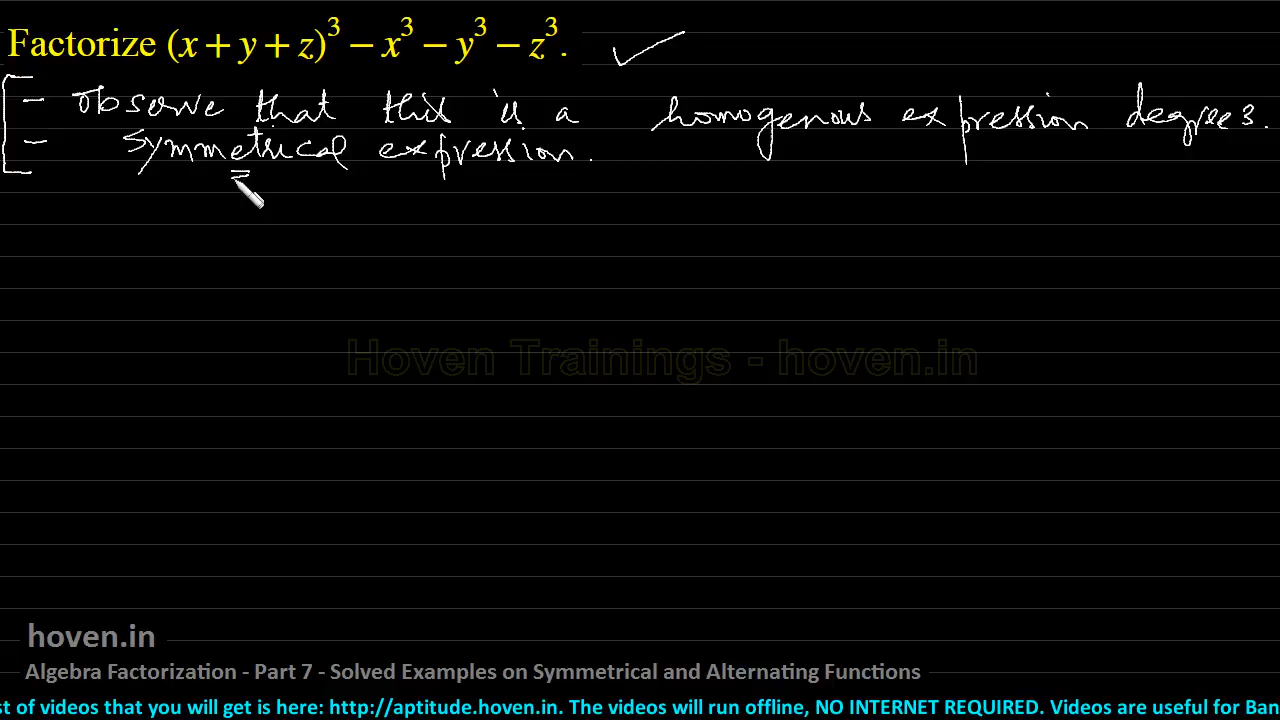 Factorize (x + y + z)³ − x³ − y³ − z³.
- Observe that this is a homogenous expression degree 3.
- Symmetrical expression.
Hoven Trainings - hoven.in
hoven.in
Algebra Factorization - Part 7 - Solved Examples on Symmetrical and Alternating Functions
st of videos that you will get is here: http://aptitude.hoven.in. The videos will run offline, NO INTERNET REQUIRED. Videos are useful for Ban